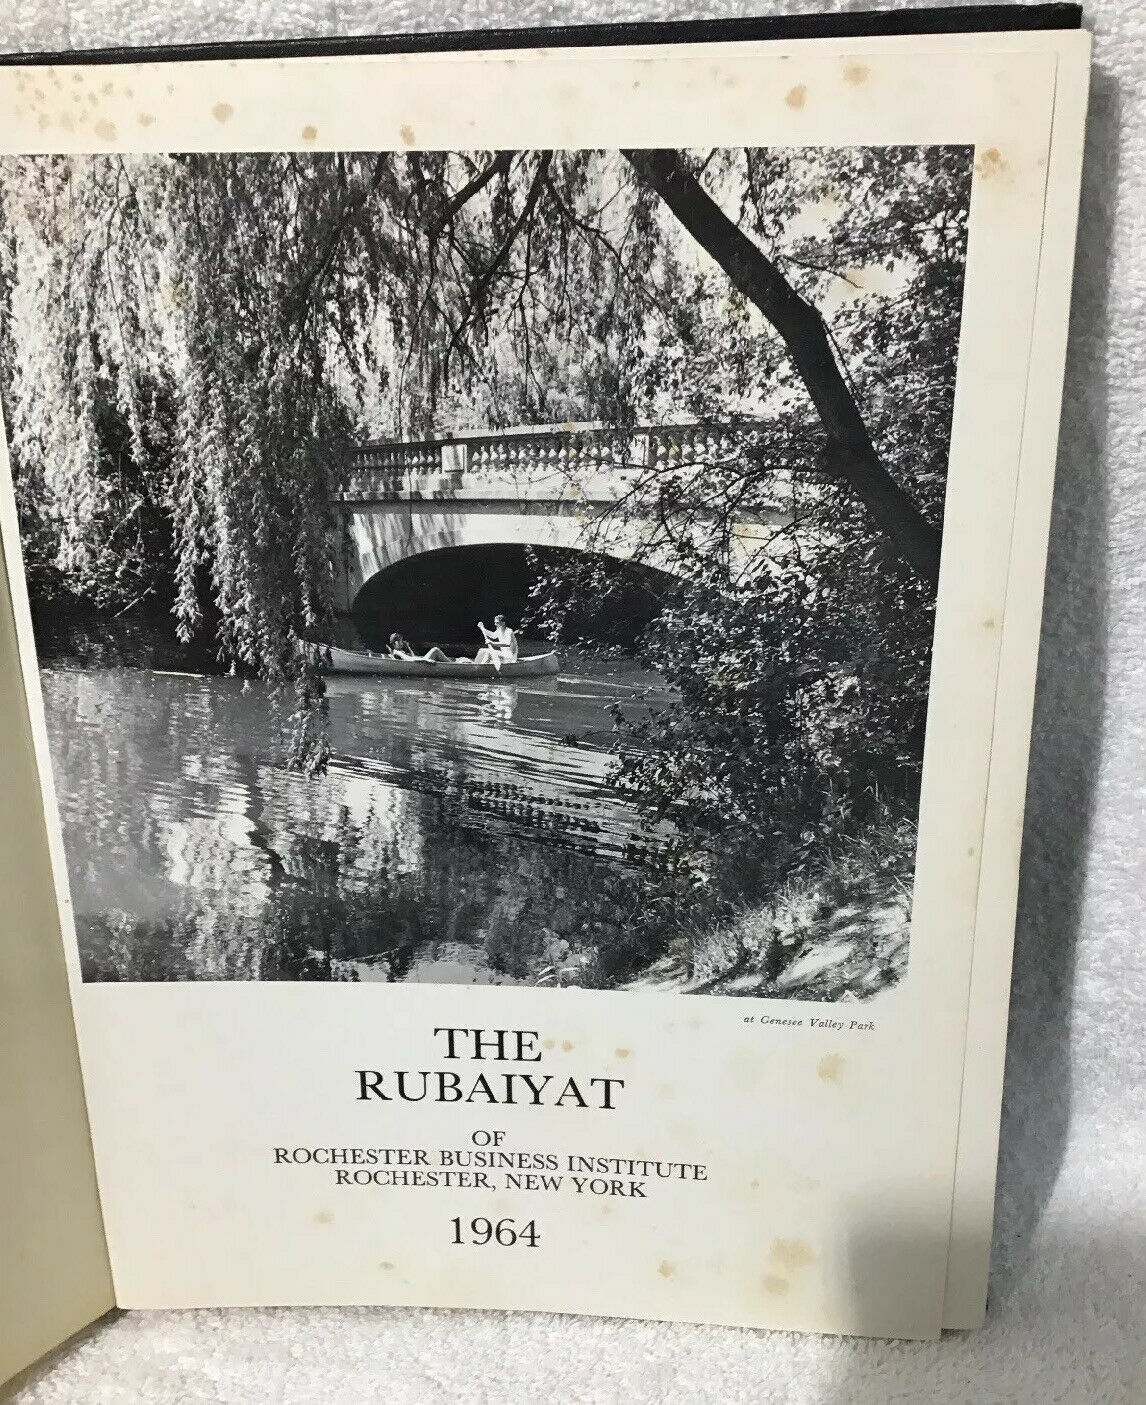 at Genesee Valley Park
THE
RUBAIYAT
OF
ROCHESTER BUSINESS INSTITUTE
ROCHESTER, NEW YORK
1964